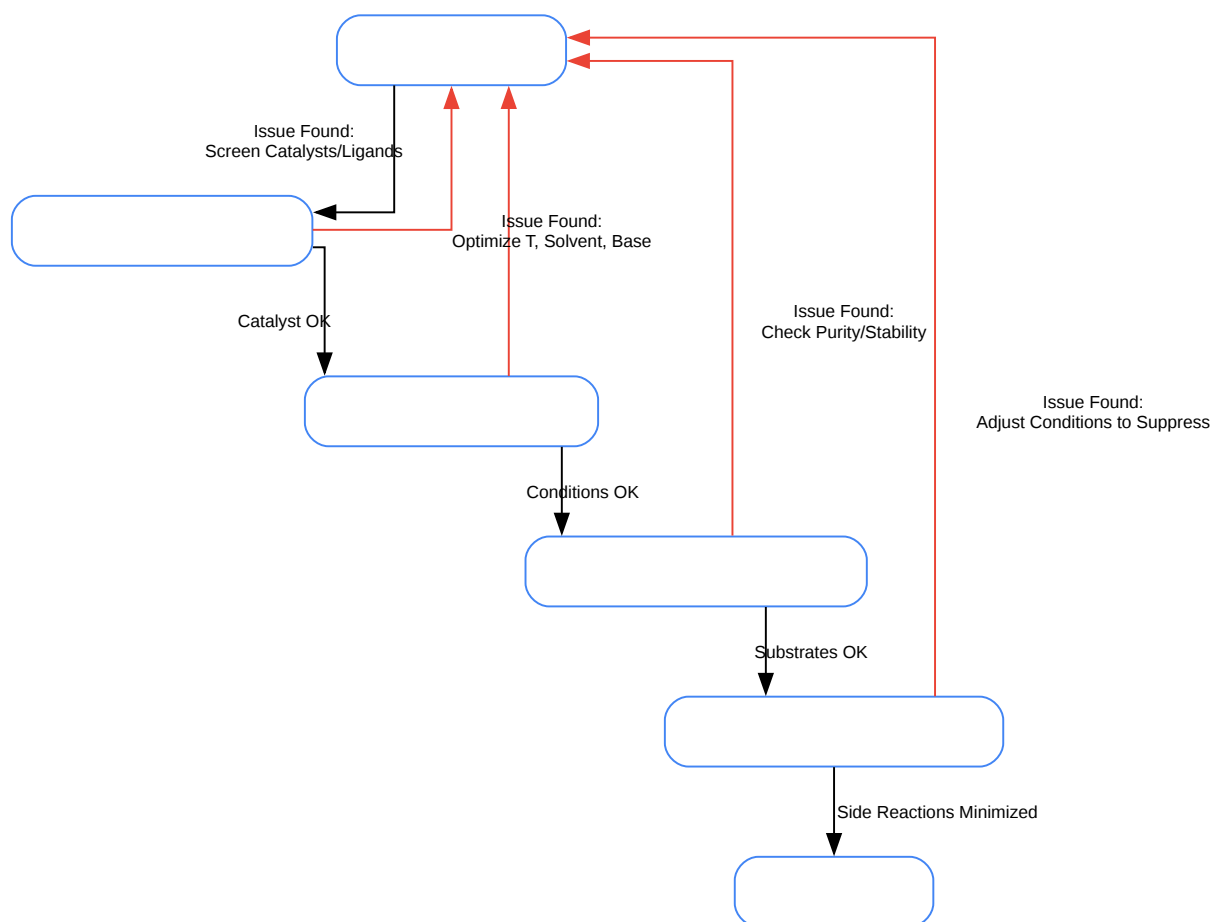 Issue Found:
Screen Catalysts/Ligands
Issue Found:
Optimize T, Solvent, Base
Catalyst OK
Issue Found:
Check Purity/Stability
Issue Found:
Adjust Conditions to Suppress
Conditions OK
Substrates OK
Side Reactions Minimized